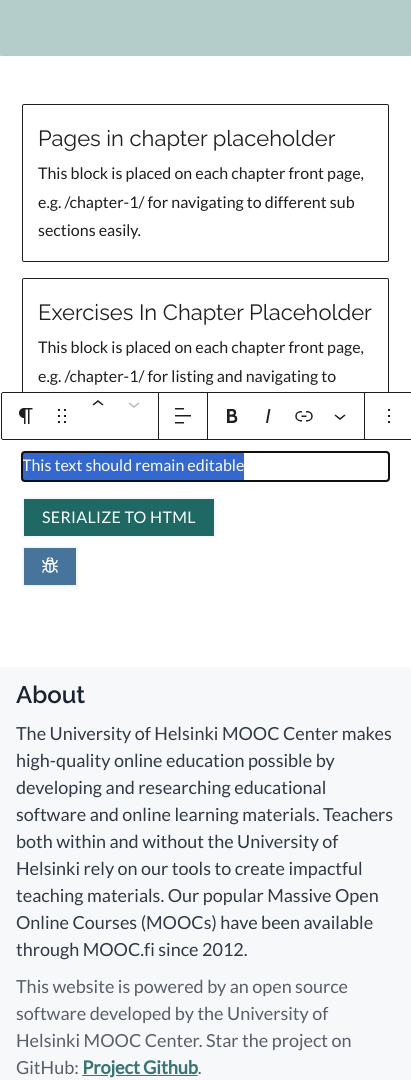 Pages in chapter placeholder
This block is placed on each chapter front page,
e.g. /chapter-1/ for navigating to different sub
sections easily.
Exercises In Chapter Placeholder
This block is placed on each chapter front page,
e.g. /chapter-1/ for listing and navigating to
B I
This text should remain editable
SERIALIZE TO HTML
About
The University of Helsinki MOOC Center makes
high-quality online education possible by
developing and researching educational
software and online learning materials. Teachers
both within and without the University of
Helsinki rely on our tools to create impactful
teaching materials. Our popular Massive Open
Online Courses (MOOCs) have been available
through MOOC.fi since 2012.
This website is powered by an open source
software developed by the University of
Helsinki MOOC Center. Star the project on
GitHub: Project Github.